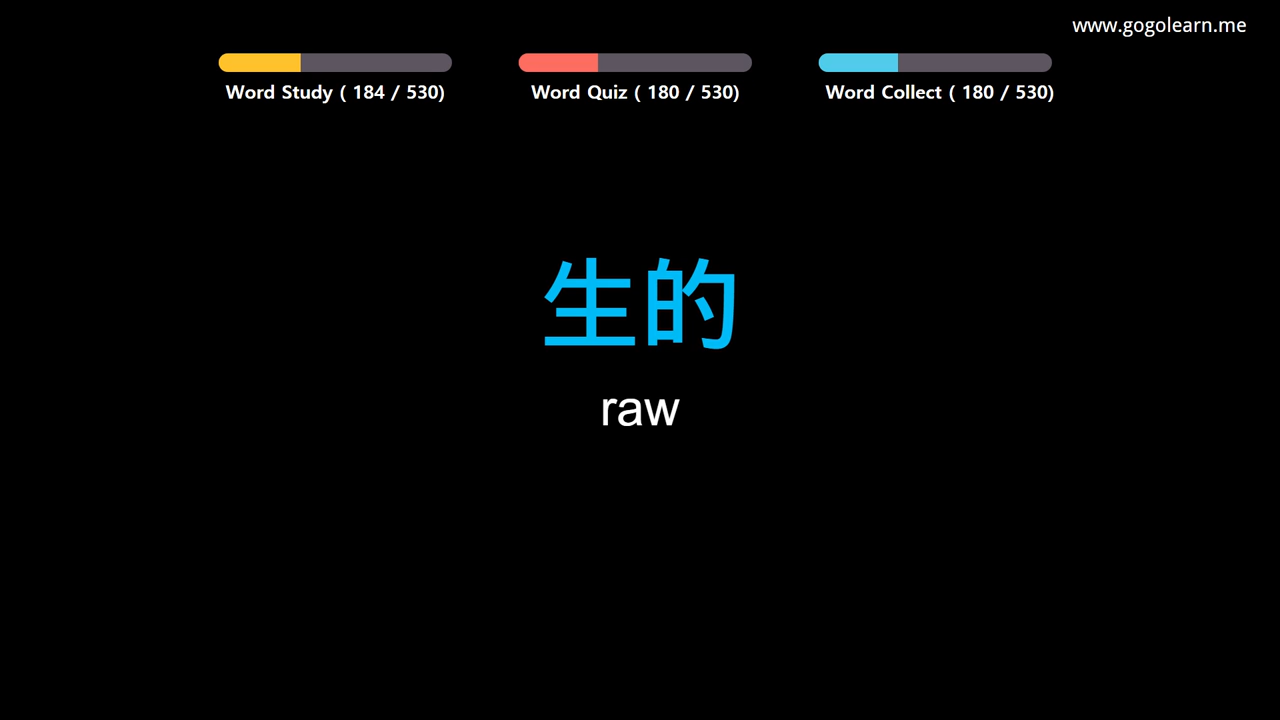 www.gogolearn.me
Word Study ( 184 / 530)
Word Quiz ( 180 / 530)
Word Collect ( 180 / 530)
生的
raw